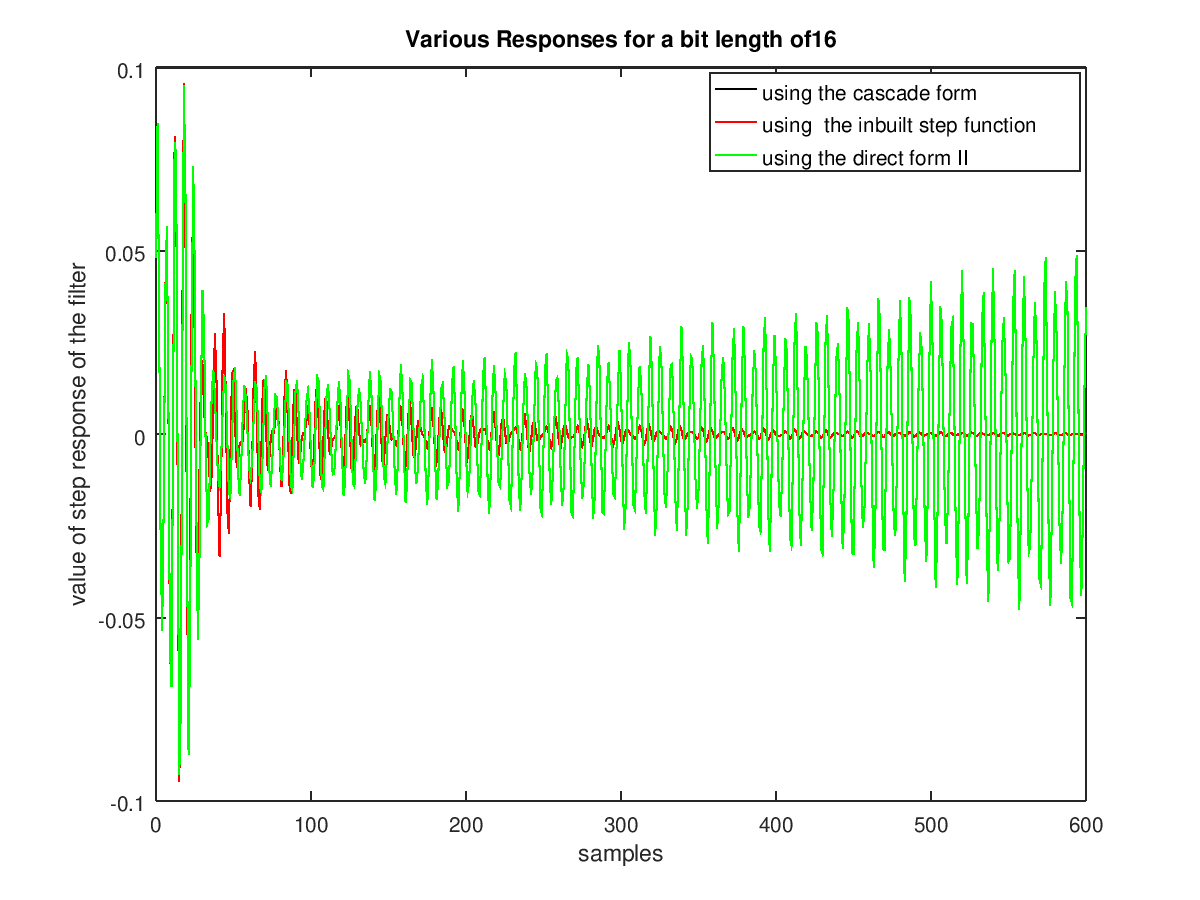 Various Responses for a bit length of16
using the cascade form
using  the inbuilt step function
using the direct form II
0.1
0.05
0
-0.05
-0.1
value of step response of the filter
0 100 200 300 400 500 600
samples